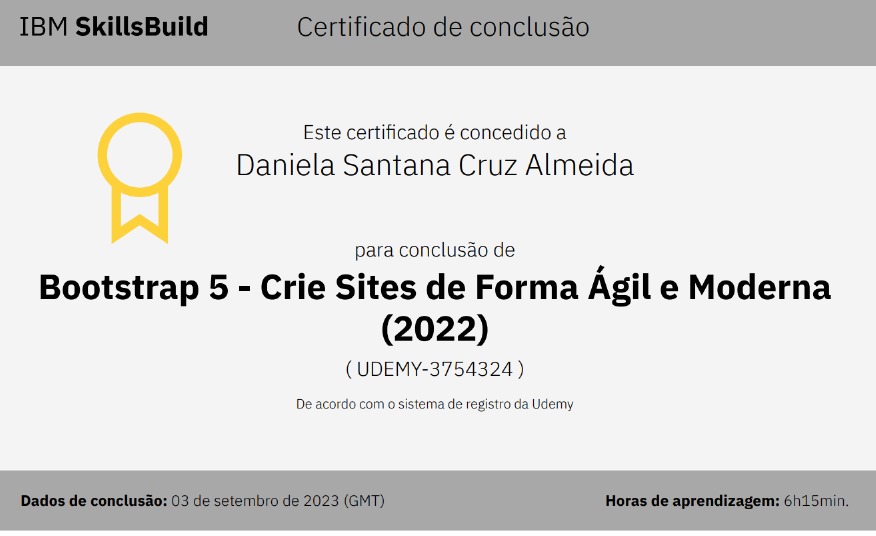 IBM SkillsBuild
Certificado de conclusão
Este certificado é concedido a
Daniela Santana Cruz Almeida
para conclusão de
Bootstrap 5 - Crie Sites de Forma Ágil e Moderna
(2022)
( UDEMY-3754324 )
De acordo com o sistema de registro da Udemy
Dados de conclusão: 03 de setembro de 2023 (GMT)
Horas de aprendizagem: 6h15min.